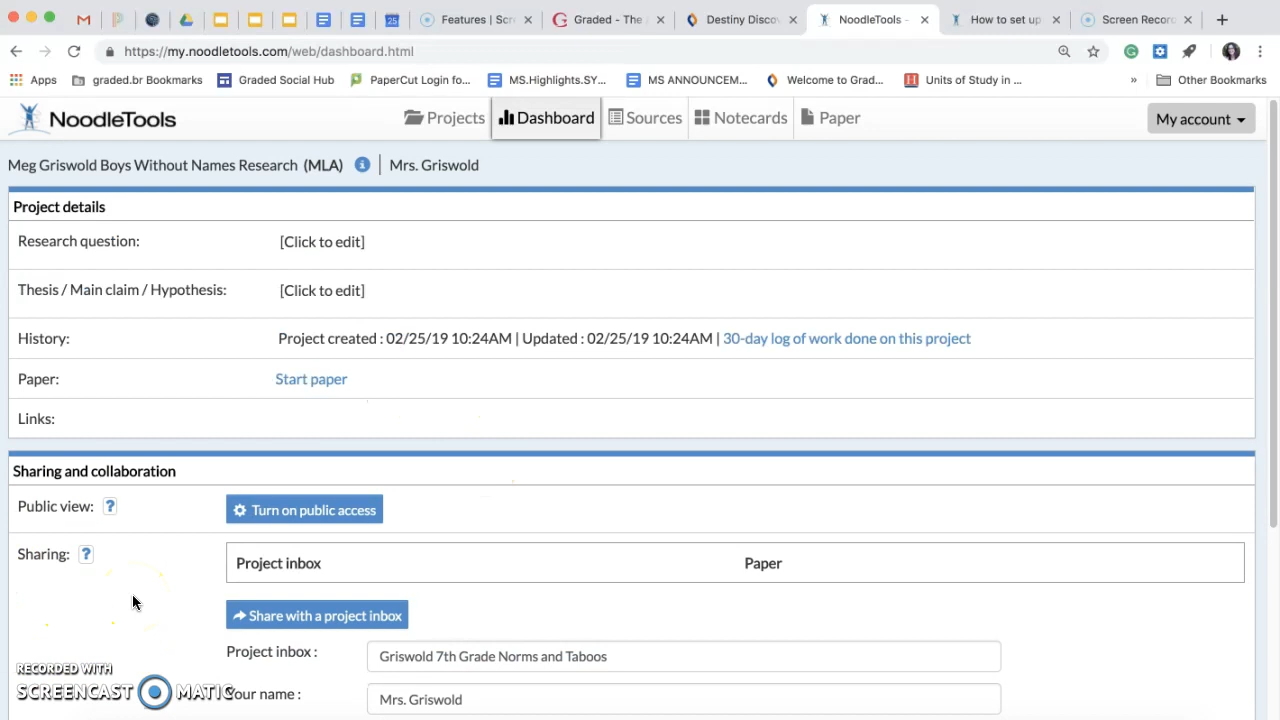 Features | Scr
Graded - The A
Destiny Disco
NoodleTools -
How to set up
Screen Record
https://my.noodletools.com/web/dashboard.html
Apps graded.br Bookmarks Graded Social Hub PaperCut Login fo... MS.Highlights.SY... MS ANNOUNCEM... Welcome to Grad... Units of Study in ... » Other Bookmarks
NoodleTools Projects Dashboard Sources Notecards Paper My account
Meg Griswold Boys Without Names Research (MLA) Mrs. Griswold
Project details
Research question: [Click to edit]
Thesis / Main claim / Hypothesis: [Click to edit]
History: Project created : 02/25/19 10:24AM | Updated : 02/25/19 10:24AM | 30-day log of work done on this project
Paper: Start paper
Links:
Sharing and collaboration
Public view: ? Turn on public access
Sharing: ? Project inbox Paper
Share with a project inbox
Project inbox : Griswold 7th Grade Norms and Taboos
Your name : Mrs. Griswold
RECORDED WITH
SCREENCAST MATIC